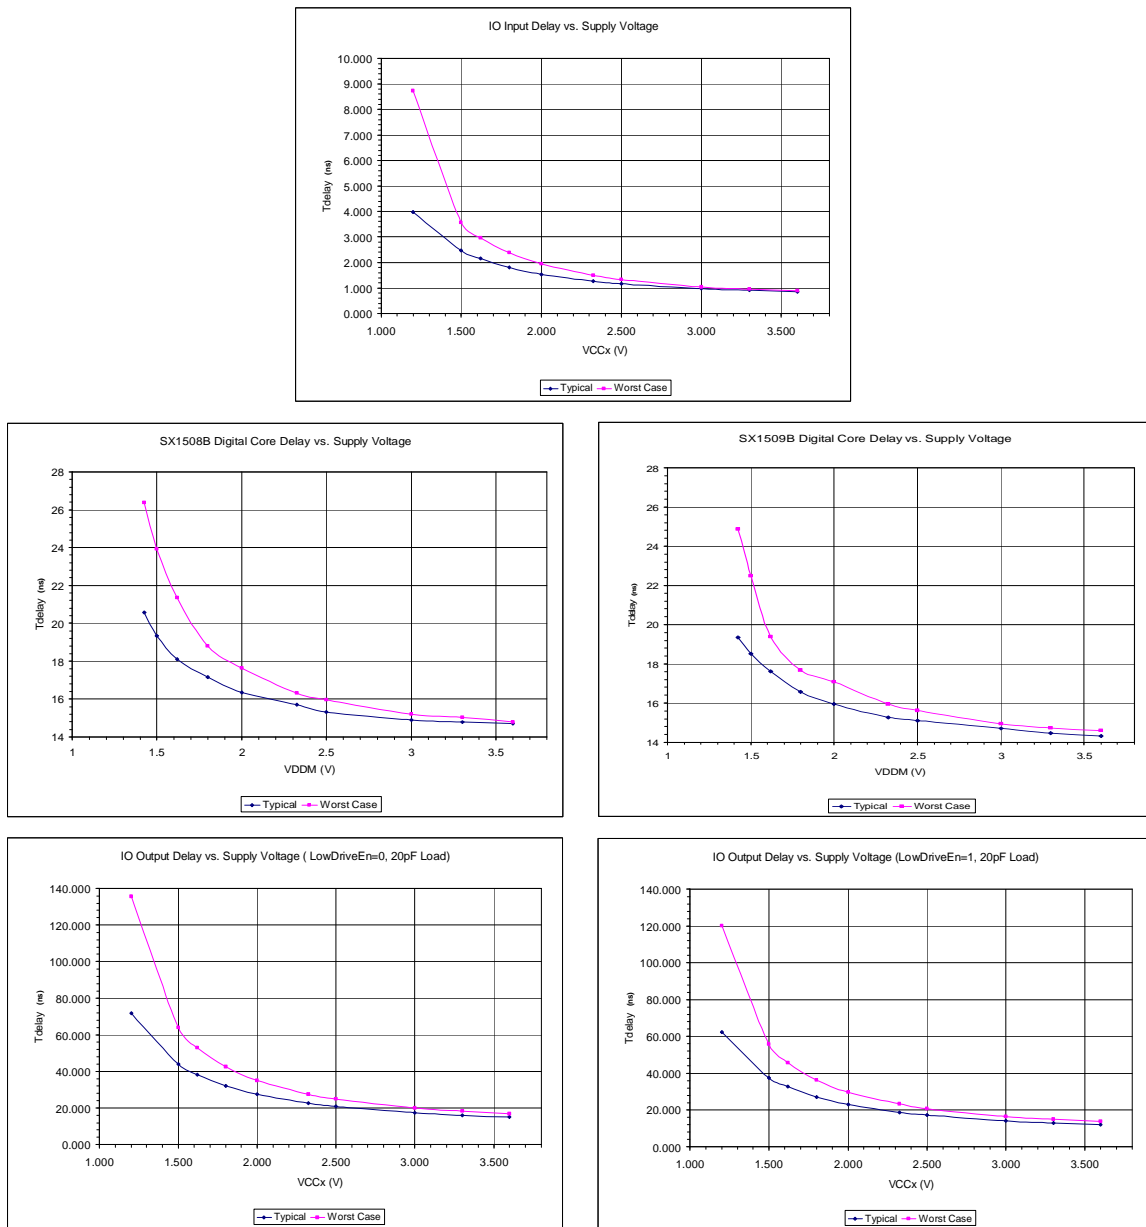 IO Input Delay vs. Supply Voltage
10.000
9.000
8.000
7.000
6.000
5.000
4.000
3.000
2.000
1.000
0.000
Tdelay (ns)
1.000 1.500 2.000 2.500 3.000 3.500
VCCx (V)
Typical Worst Case
SX1508B Digital Core Delay vs. Supply Voltage
28
26
24
22
20
18
16
14
Tdelay (ns)
1 1.5 2 2.5 3 3.5
VDDM (V)
Typical Worst Case
SX1509B Digital Core Delay vs. Supply Voltage
28
26
24
22
20
18
16
14
Tdelay (ns)
1 1.5 2 2.5 3 3.5
VDDM (V)
Typical Worst Case
IO Output Delay vs. Supply Voltage ( LowDriveEn=0, 20pF Load)
140.000
120.000
100.000
80.000
60.000
40.000
20.000
0.000
Tdelay (ns)
1.000 1.500 2.000 2.500 3.000 3.500
VCCx (V)
Typical Worst Case
IO Output Delay vs. Supply Voltage (LowDriveEn=1, 20pF Load)
140.000
120.000
100.000
80.000
60.000
40.000
20.000
0.000
Tdelay (ns)
1.000 1.500 2.000 2.500 3.000 3.500
VCCx (V)
Typical Worst Case